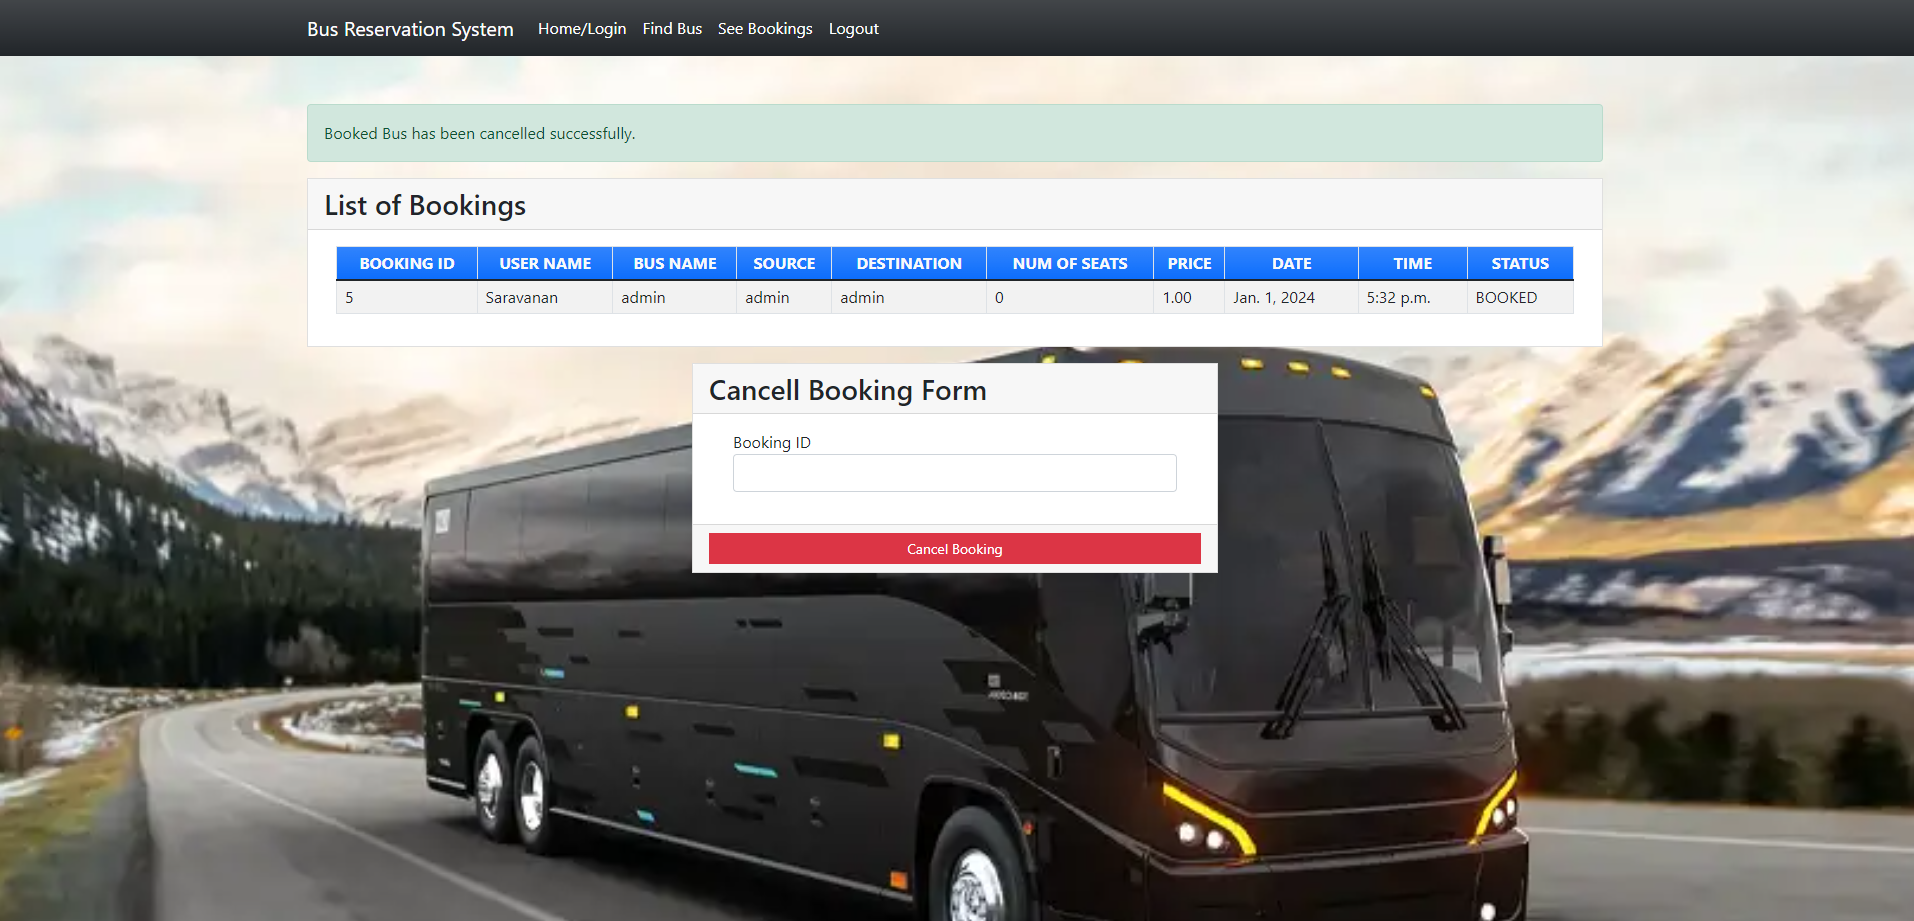 Bus Reservation System Home/Login Find Bus See Bookings Logout
Booked Bus has been cancelled successfully.
List of Bookings
BOOKING ID USER NAME BUS NAME SOURCE DESTINATION NUM OF SEATS PRICE DATE TIME STATUS
5 Saravanan admin admin admin 0 1.00 Jan. 1, 2024 5:32 p.m. BOOKED
Cancell Booking Form
Booking ID
Cancel Booking